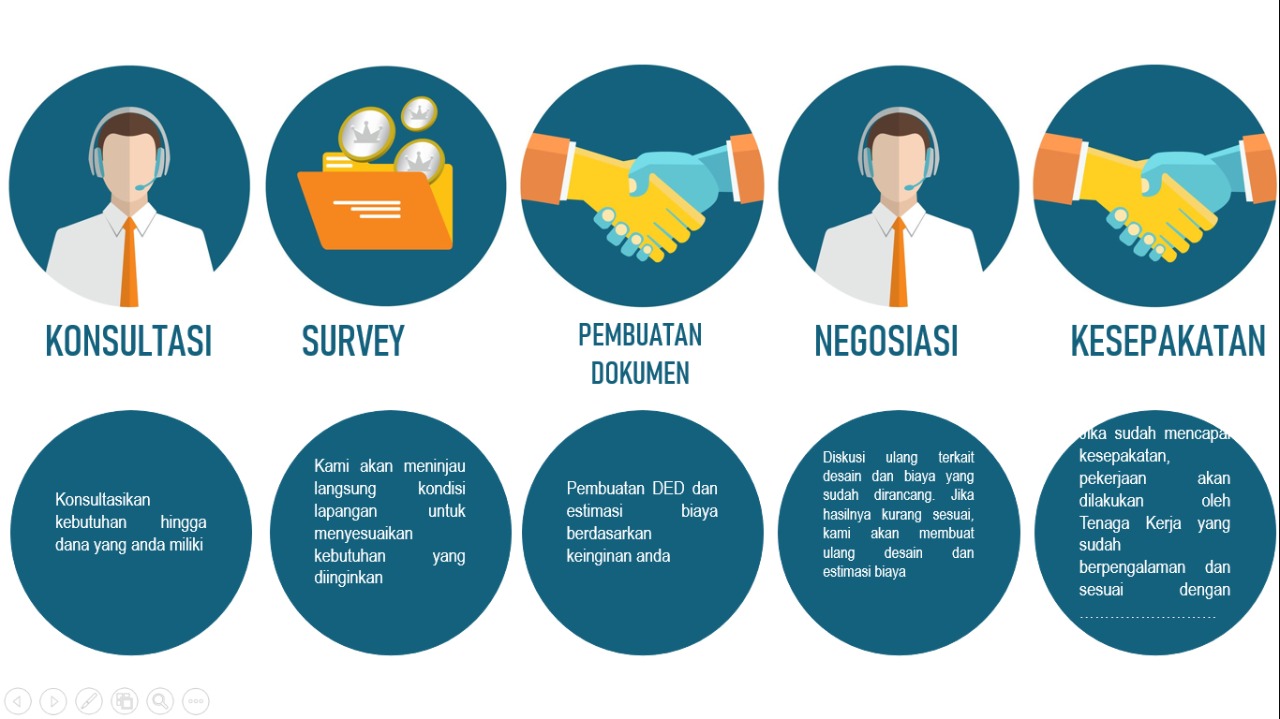 KONSULTASI
SURVEY
PEMBUATAN
DOKUMEN
NEGOSIASI
KESEPAKATAN
Konsultasikan
kebutuhan hingga
dana yang anda miliki
Kami akan meninjau
langsung kondisi
lapangan untuk
menyesuaikan
kebutuhan yang
diinginkan
Pembuatan DED dan
estimasi biaya
berdasarkan
keinginan anda
Diskusi ulang terkait
desain dan biaya yang
sudah dirancang. Jika
hasilnya kurang sesuai,
kami akan membuat
ulang desain dan
estimasi biaya
Jika sudah mencapai
kesepakatan,
pekerjaan akan
dilakukan oleh
Tenaga Kerja yang
sudah
berpengalaman dan
sesuai dengan
………………………